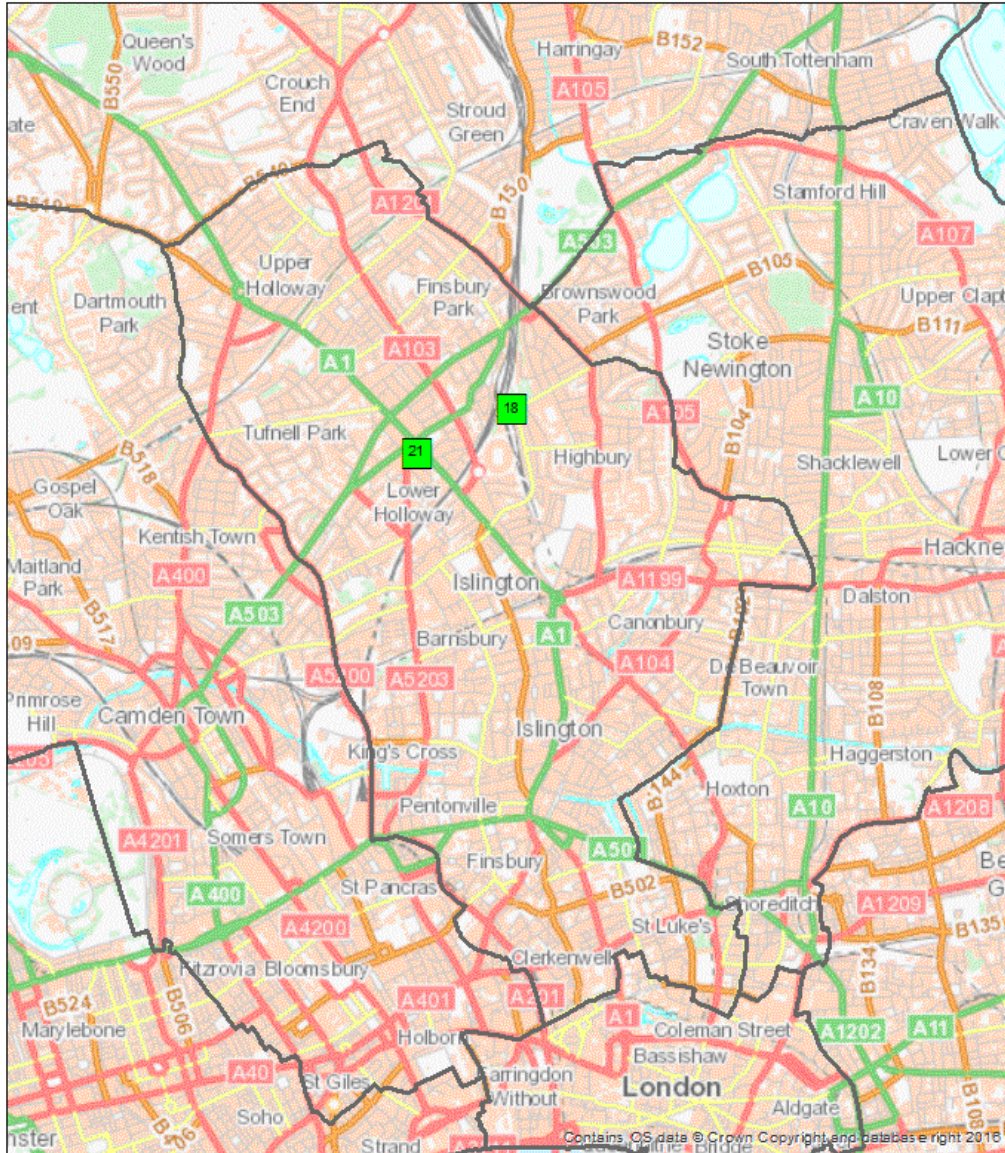 Queen's
Wood
B152
Harringay
South Tottenham
B550
Crouch
End
A105
Stroud
Green
Craven Walk
Stamford Hill
A1201
B150
A503
A107
Upper
Holloway
Finsbury
Park
B105
Dartmouth
Park
Brownswood
Park
B111
Stoke
Newington
A1
A103
A10
18
A105
B104
Tufnell Park
21
Highbury
Shacklewell
B518
Gospel
Oak
Lower
Holloway
Kentish Town
Maitland
Park
A400
Islington
A1199
Dalston
B517
A503
A1
Canonbury
Barnsbury
A104
De Beauvoir
Town
A5203
Primrose
Hill
B108
Camden Town
Islington
King's Cross
Haggerston
B144
Hoxton
Pentonville
A10
A1208
A4201
Somers Town
Finsbury
A400
St Pancras
B502
Shoreditch
A1209
St Luke's
B135
A4200
Clerkenwell
Fitzrovia
Bloomsbury
B134
B524
A401
A201
Marylebone
B506
A1
Coleman Street
A1202
A11
Holborn
Bassishaw
A40
St Giles
Farringdon
Without
London
Aldgate
Soho
B108
Strand
Contains OS data © Crown Copyright and database right 2016